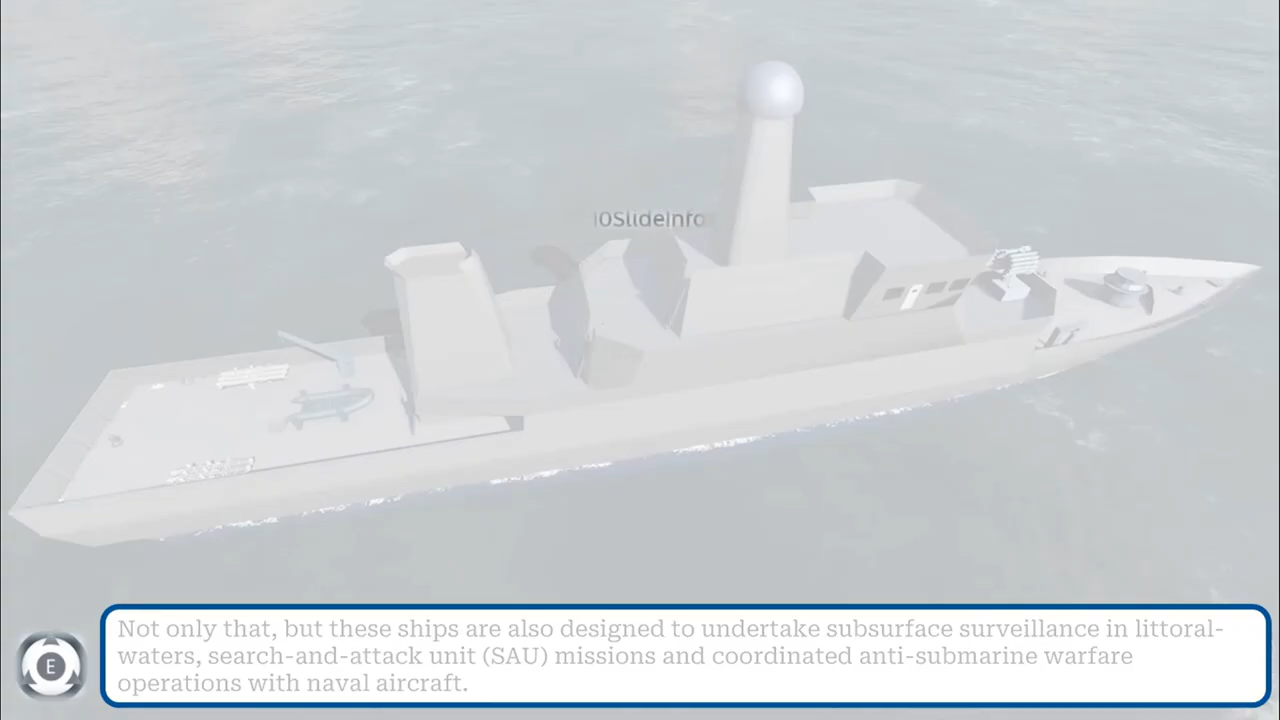 I0SlideInfo
Not only that, but these ships are also designed to undertake subsurface surveillance in littoral-
waters, search-and-attack unit (SAU) missions and coordinated anti-submarine warfare
operations with naval aircraft.
E